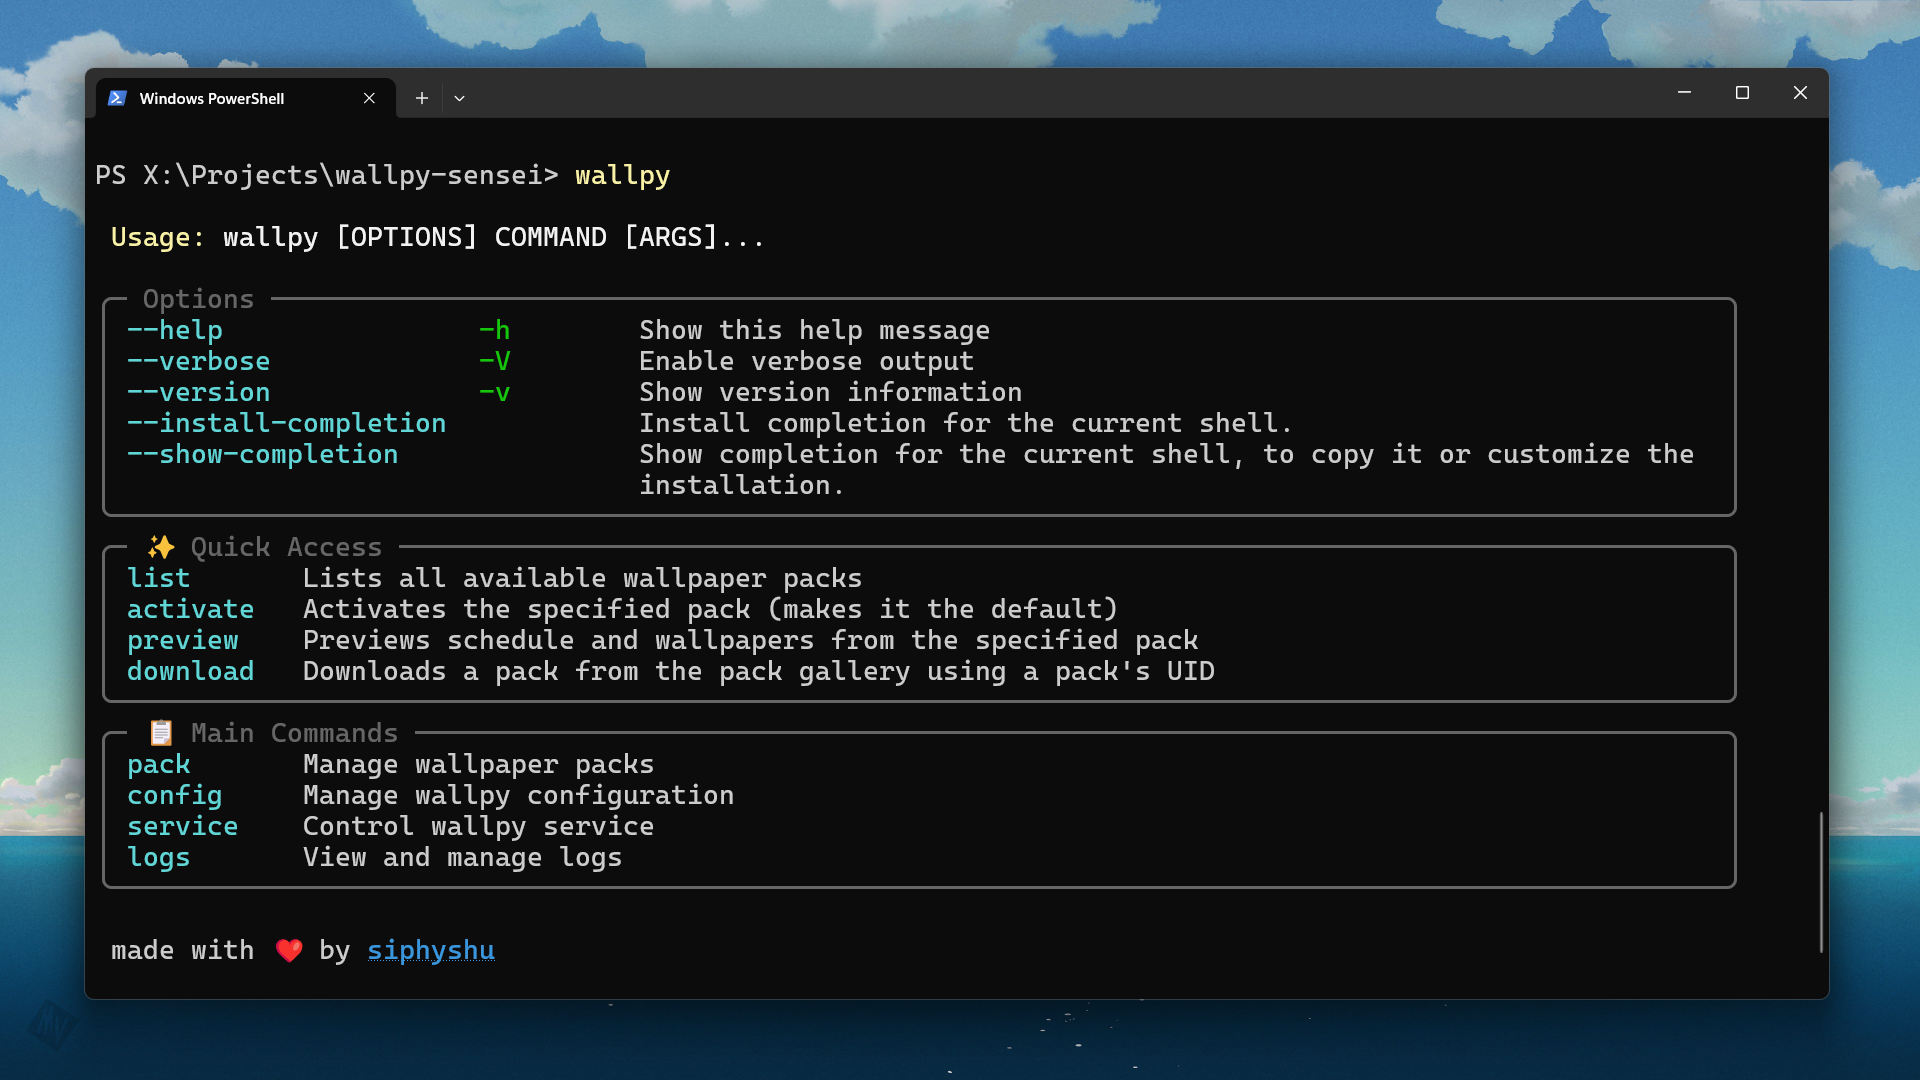 Windows PowerShell
PS X:\Projects\wallpy-sensei> wallpy
Usage: wallpy [OPTIONS] COMMAND [ARGS]...
Options
--help -h Show this help message
--verbose -V Enable verbose output
--version -v Show version information
--install-completion Install completion for the current shell.
--show-completion Show completion for the current shell, to copy it or customize the
installation.
✨ Quick Access
list Lists all available wallpaper packs
activate Activates the specified pack (makes it the default)
preview Previews schedule and wallpapers from the specified pack
download Downloads a pack from the pack gallery using a pack's UID
📋 Main Commands
pack Manage wallpaper packs
config Manage wallpy configuration
service Control wallpy service
logs View and manage logs
made with ❤️ by siphyshu